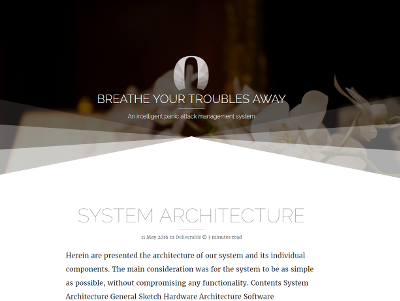 BREATHE YOUR TROUBLES AWAY
An intelligent panic attack management system
SYSTEM ARCHITECTURE
11 May 2016 in Deliverable 3 minutes read
Herein are presented the architecture of our system and its individual
components. The main consideration was for the system to be as simple
as possible, without compromising any functionality. Contents System
Architecture General Sketch Hardware Architecture Software